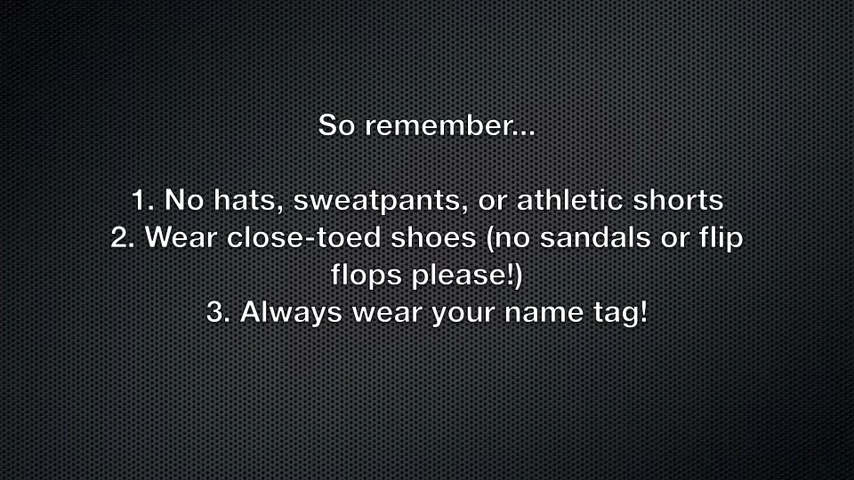 So remember...
1. No hats, sweatpants, or athletic shorts
2. Wear close-toed shoes (no sandals or flip
flops please!)
3. Always wear your name tag!